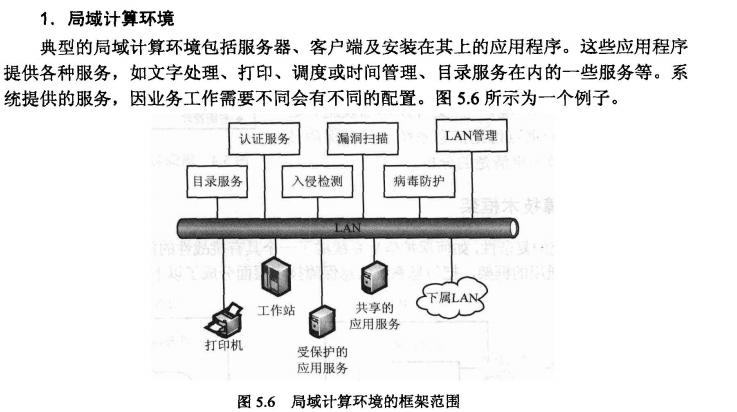 1. 局域计算环境
典型的局域计算环境包括服务器、客户端及安装在其上的应用程序。这些应用程序
提供各种服务，如文字处理、打印、调度或时间管理、目录服务在内的一些服务等。系
统提供的服务，因业务工作需要不同会有不同的配置。图 5.6 所示为一个例子。
认证服务
漏洞扫描
LAN管理
目录服务
入侵检测
病毒防护
LAN
工作站
共享的
应用服务
下属LAN
打印机
受保护的
应用服务
图 5.6 局域计算环境的框架范围